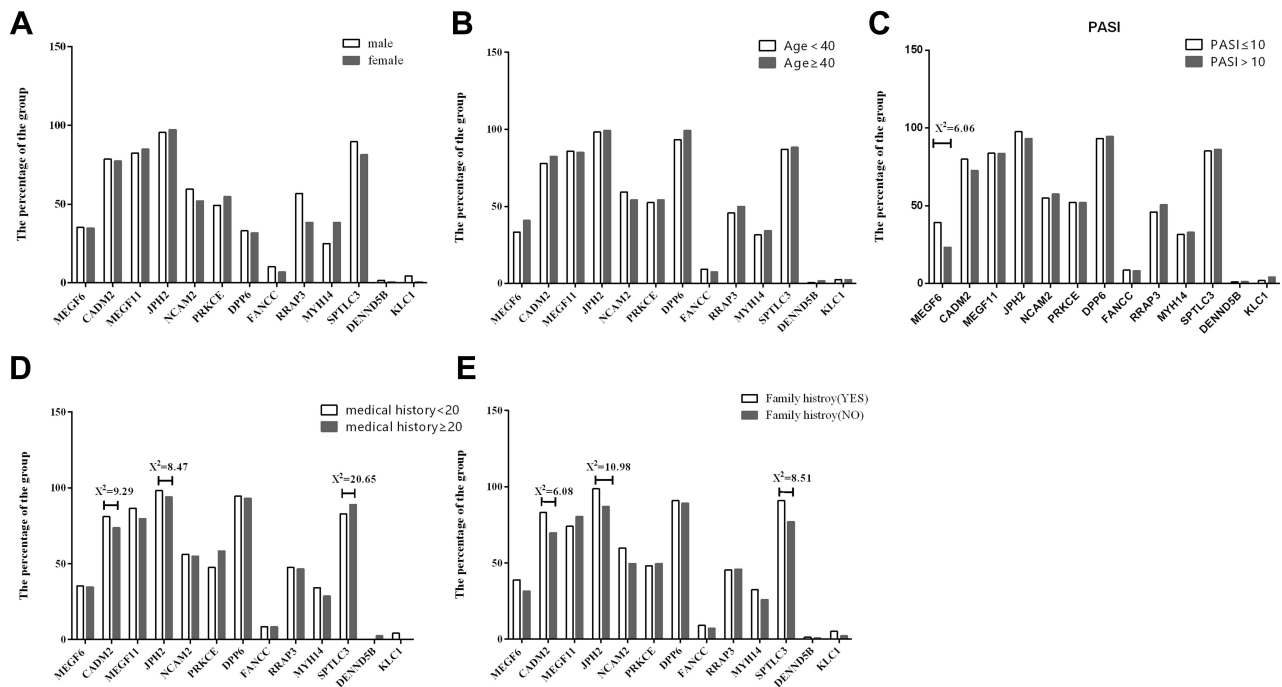 A
The percentage of the group
150
100
50
0
male
female
MEGF6
CADM2
MEGF11
JPH2
NCAM2
PRKCE
DPP6
FANCC
RRAP3
MYH14
SPTLC3
DENND5B
KLC1
B
The percentage of the group
150
100
50
0
Age < 40
Age ≥ 40
MEGF6
CADM2
MEGF11
JPH2
NCAM2
PRKCE
DPP6
FANCC
RRAP3
MYH14
SPTLC3
DENND5B
KLC1
C
PASI
The percentage of the group
150
100
50
0
PASI ≤ 10
PASI > 10
X²=6.06
MEGF6
CADM2
MEGF11
JPH2
NCAM2
PRKCE
DPP6
FANCC
RRAP3
MYH14
SPTLC3
DENND5B
KLC1
D
The percentage of the group
150
100
50
0
medical history<20
medical history≥20
X²=9.29
X²=8.47
X²=20.65
MEGF6
CADM2
MEGF11
JPH2
NCAM2
PRKCE
DPP6
FANCC
RRAP3
MYH14
SPTLC3
DENND5B
KLC1
E
The percentage of the group
150
100
50
0
Family histroy(YES)
Family histroy(NO)
X²=6.08
X²=10.98
X²=8.51
MEGF6
CADM2
MEGF11
JPH2
NCAM2
PRKCE
DPP6
FANCC
RRAP3
MYH14
SPTLC3
DENND5B
KLC1